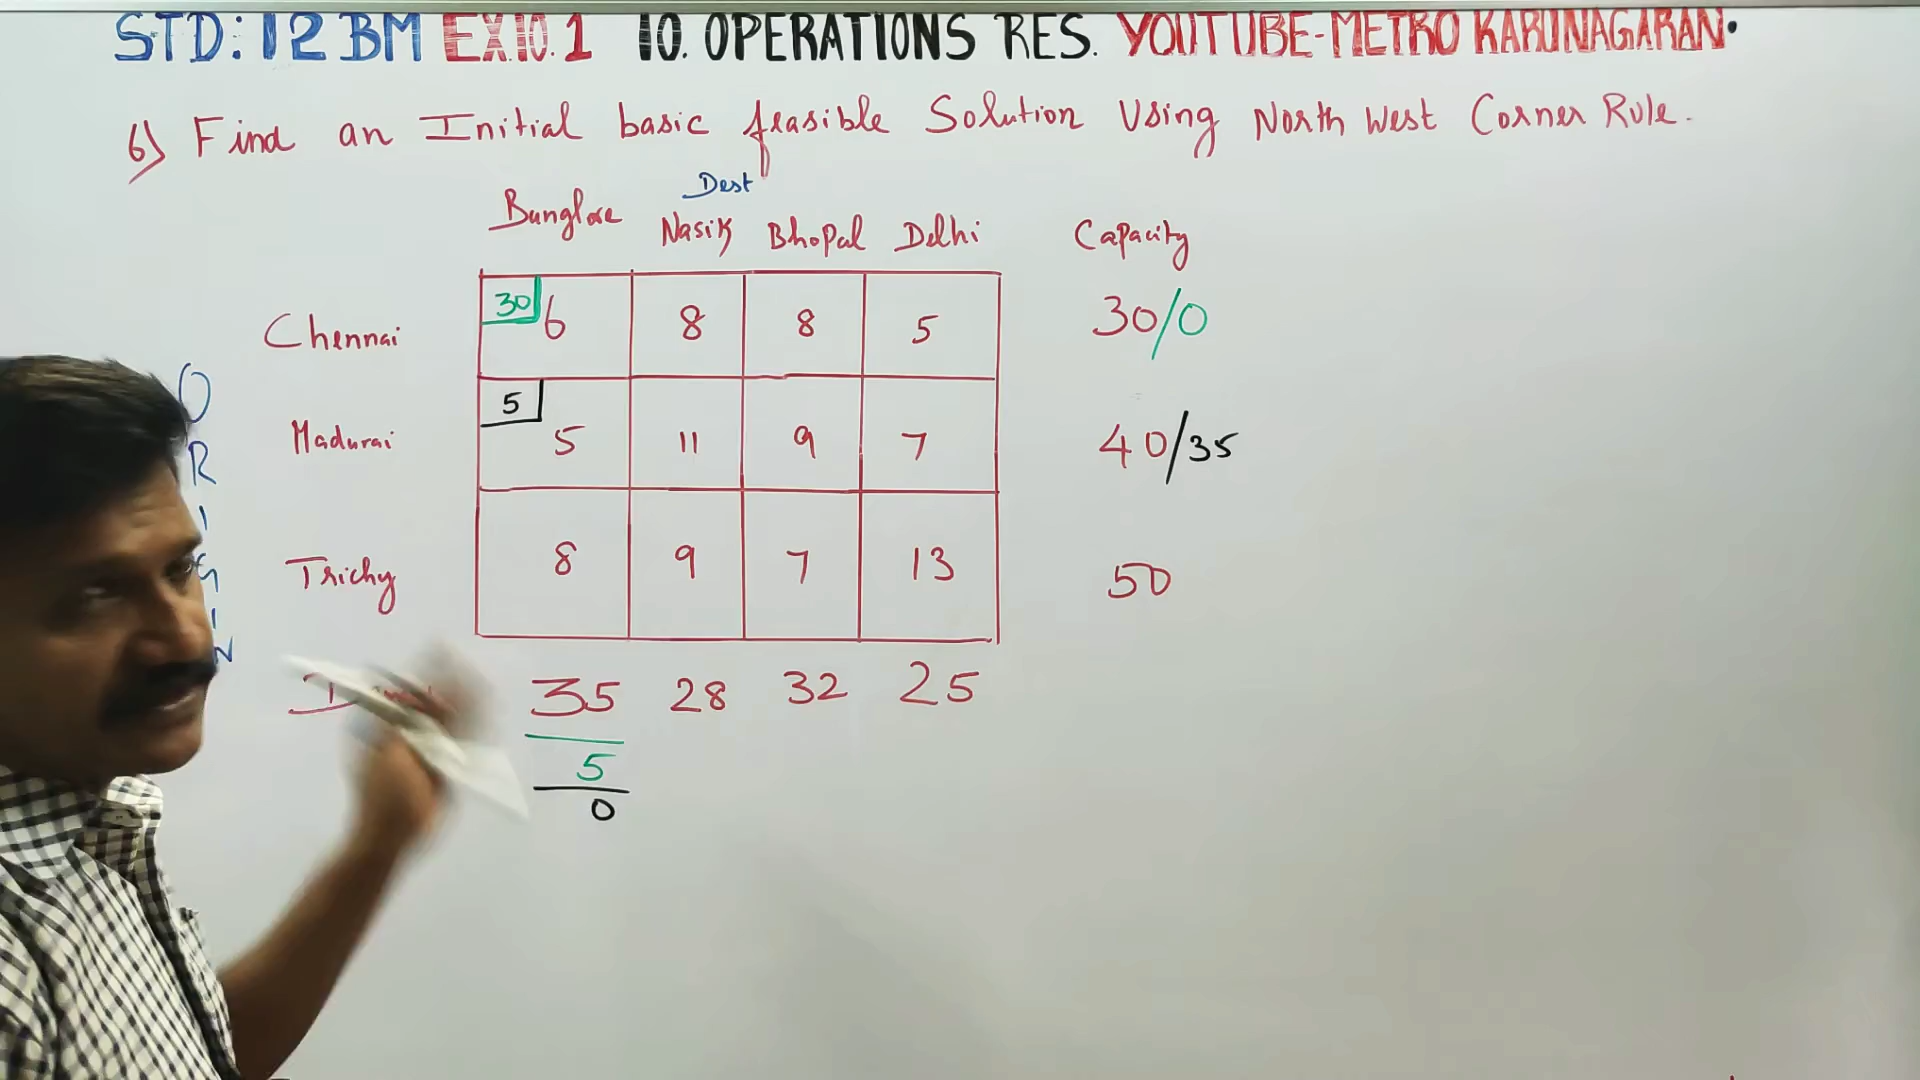 STD: 12 BM EX.10.1 10. OPERATIONS RES. YOUTUBE-METRO KARUNAGARAN.
6) Find an Initial basic feasible Solution Using North West Corner Rule.
Dest
Banglore Nasik Bhopal Delhi Capacity
Chennai 30 6 8 8 5 30/0
Madurai 5 5 11 9 7 40/35
Trichy 8 9 7 13 50
35 28 32 25
5
0
ORIGIN